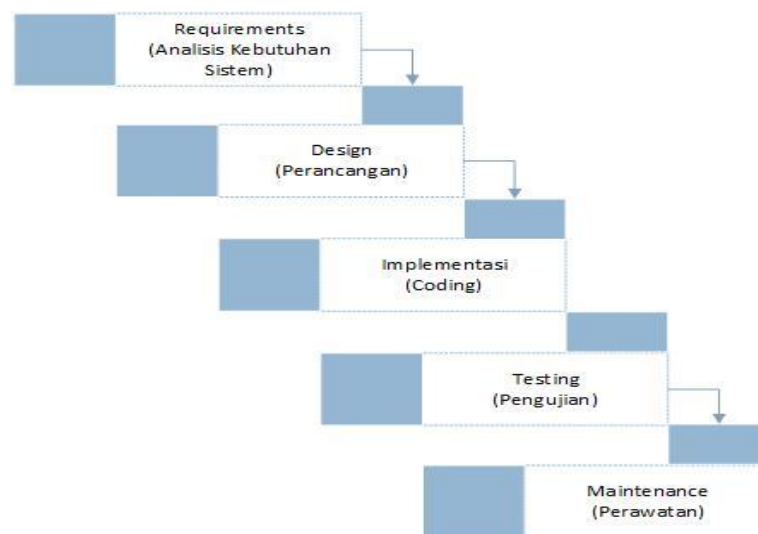 Requirements
(Analisis Kebutuhan
Sistem)
Design
(Perancangan)
Implementasi
(Coding)
Testing
(Pengujian)
Maintenance
(Perawatan)